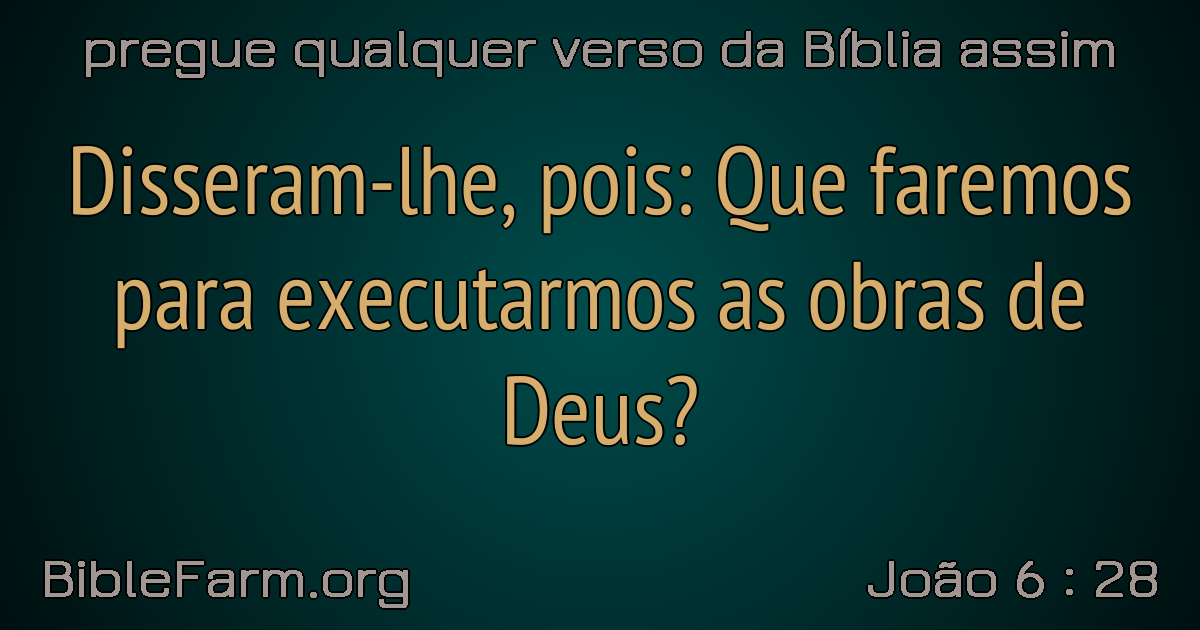 pregue qualquer verso da Bíblia assim
Disseram-lhe, pois: Que faremos
para executarmos as obras de
Deus?
BibleFarm.org
João 6 : 28